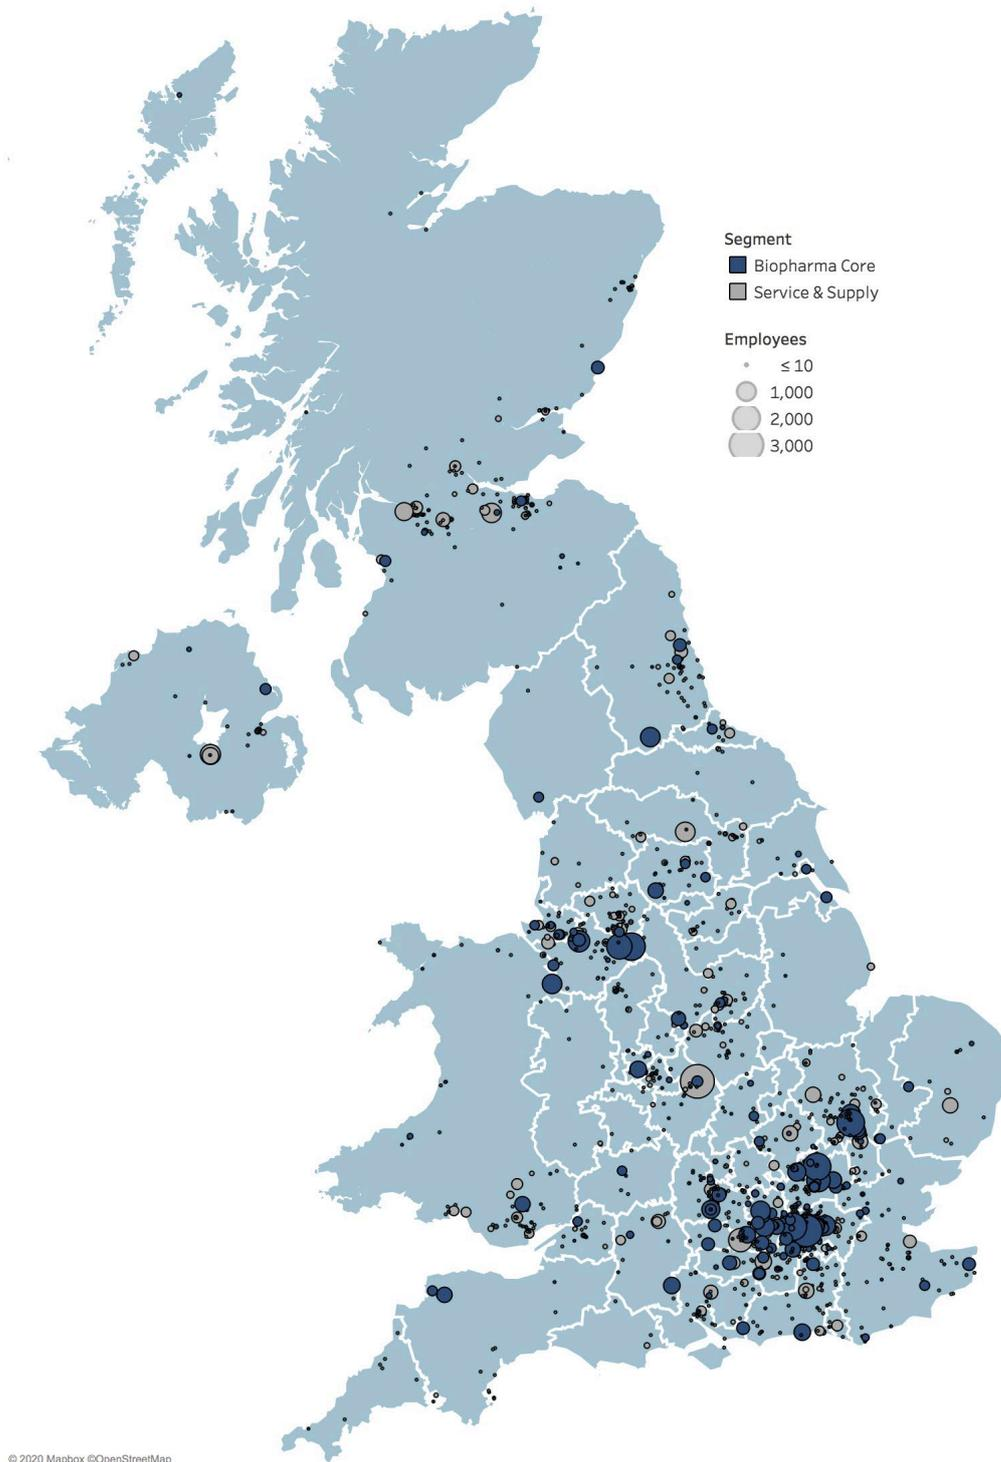 Segment
Biopharma Core
Service & Supply
Employees
≤ 10
1,000
2,000
3,000
© 2020 Mapbox ©OpenStreetMap